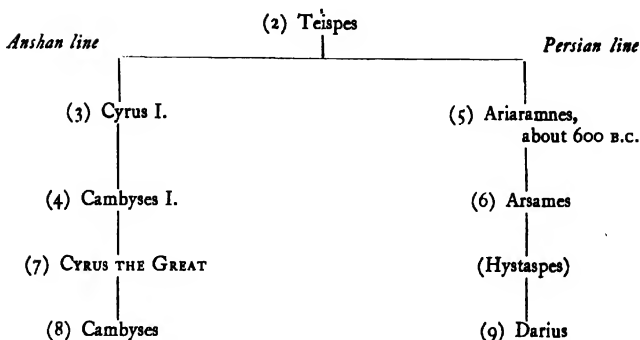 (2) Teispes
Anshan line Persian line
(3) Cyrus I. (5) Ariaramnes,
about 600 B.C.
(4) Cambyses I. (6) Arsames
(7) CYRUS THE GREAT (Hystaspes)
(8) Cambyses (9) Darius